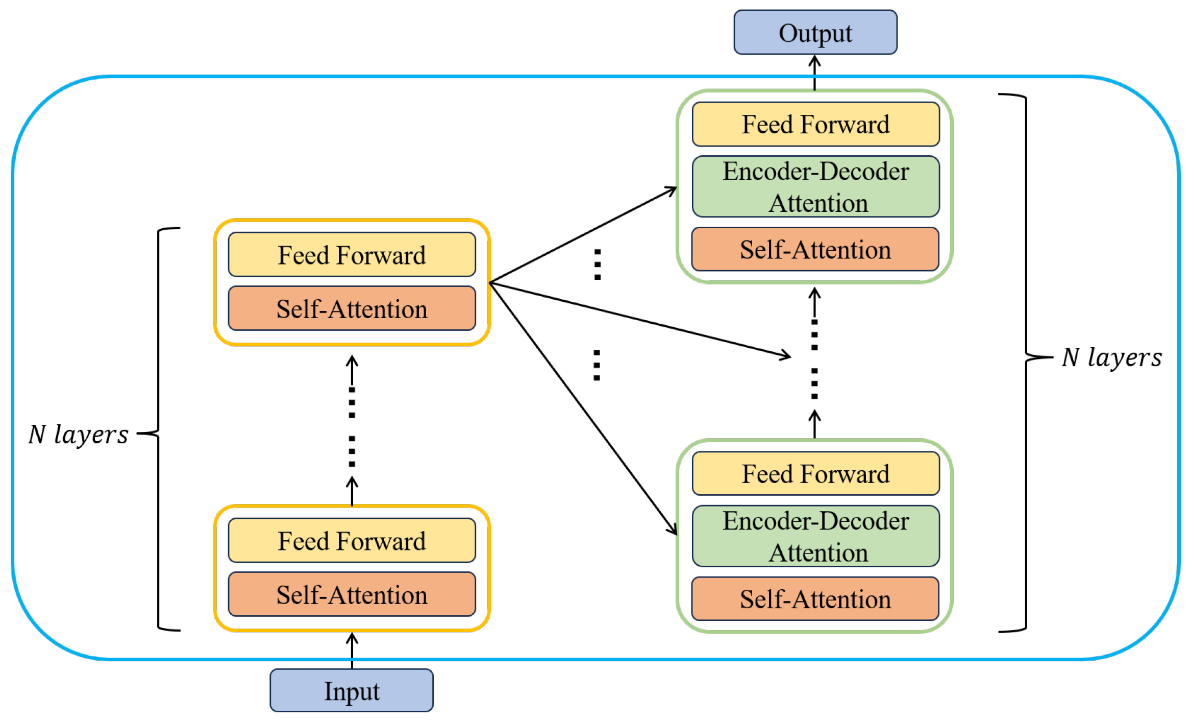 Output
Feed Forward
Encoder-Decoder
Attention
Self-Attention
Feed Forward
Self-Attention
N layers
N layers
Feed Forward
Encoder-Decoder
Attention
Self-Attention
Feed Forward
Self-Attention
Input